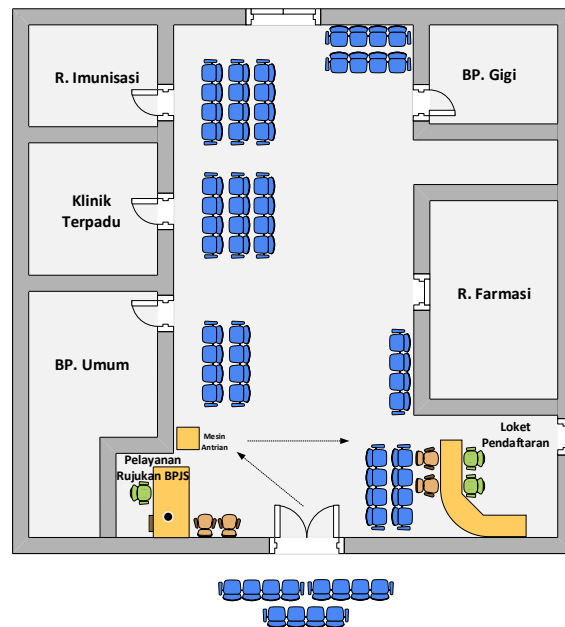 R. Imunisasi
BP. Gigi
Klinik
Terpadu
R. Farmasi
BP. Umum
Mesin
Antrian
Loket
Pendaftaran
Pelayanan
Rujukan BPJS